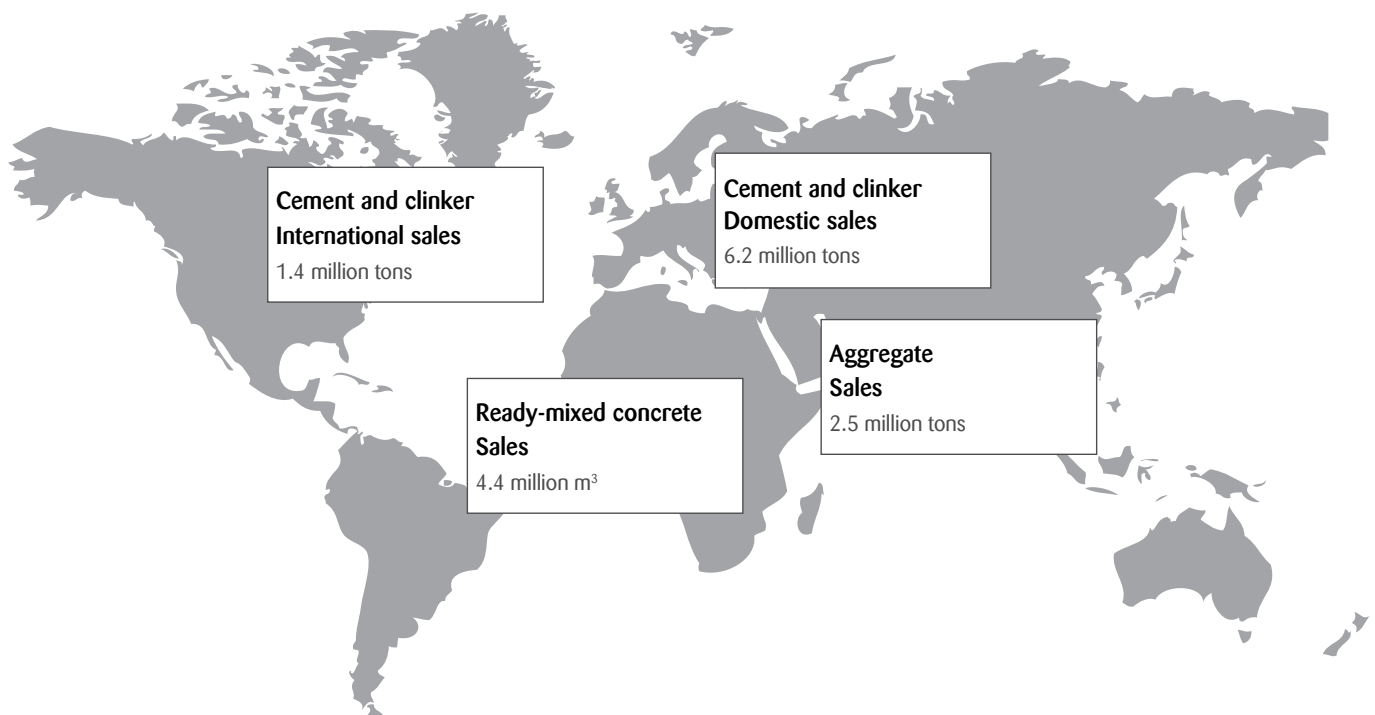 Cement and clinker
International sales
1.4 million tons
Cement and clinker
Domestic sales
6.2 million tons
Aggregate
Sales
2.5 million tons
Ready-mixed concrete
Sales
4.4 million m³